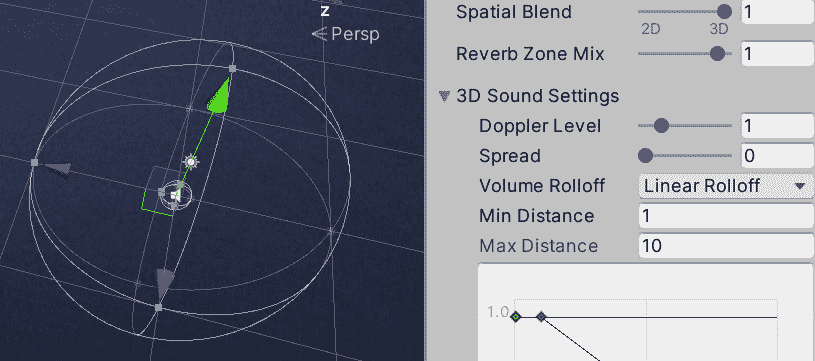 z
Persp
Spatial Blend 1
2D 3D
Reverb Zone Mix 1
3D Sound Settings
Doppler Level 1
Spread 0
Volume Rolloff Linear Rolloff
Min Distance 1
Max Distance 10
1.0